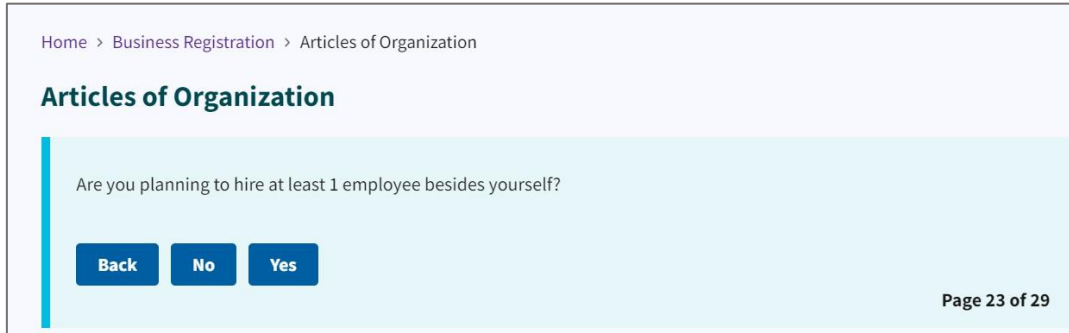 Home > Business Registration > Articles of Organization
Articles of Organization
Are you planning to hire at least 1 employee besides yourself?
Back No Yes
Page 23 of 29